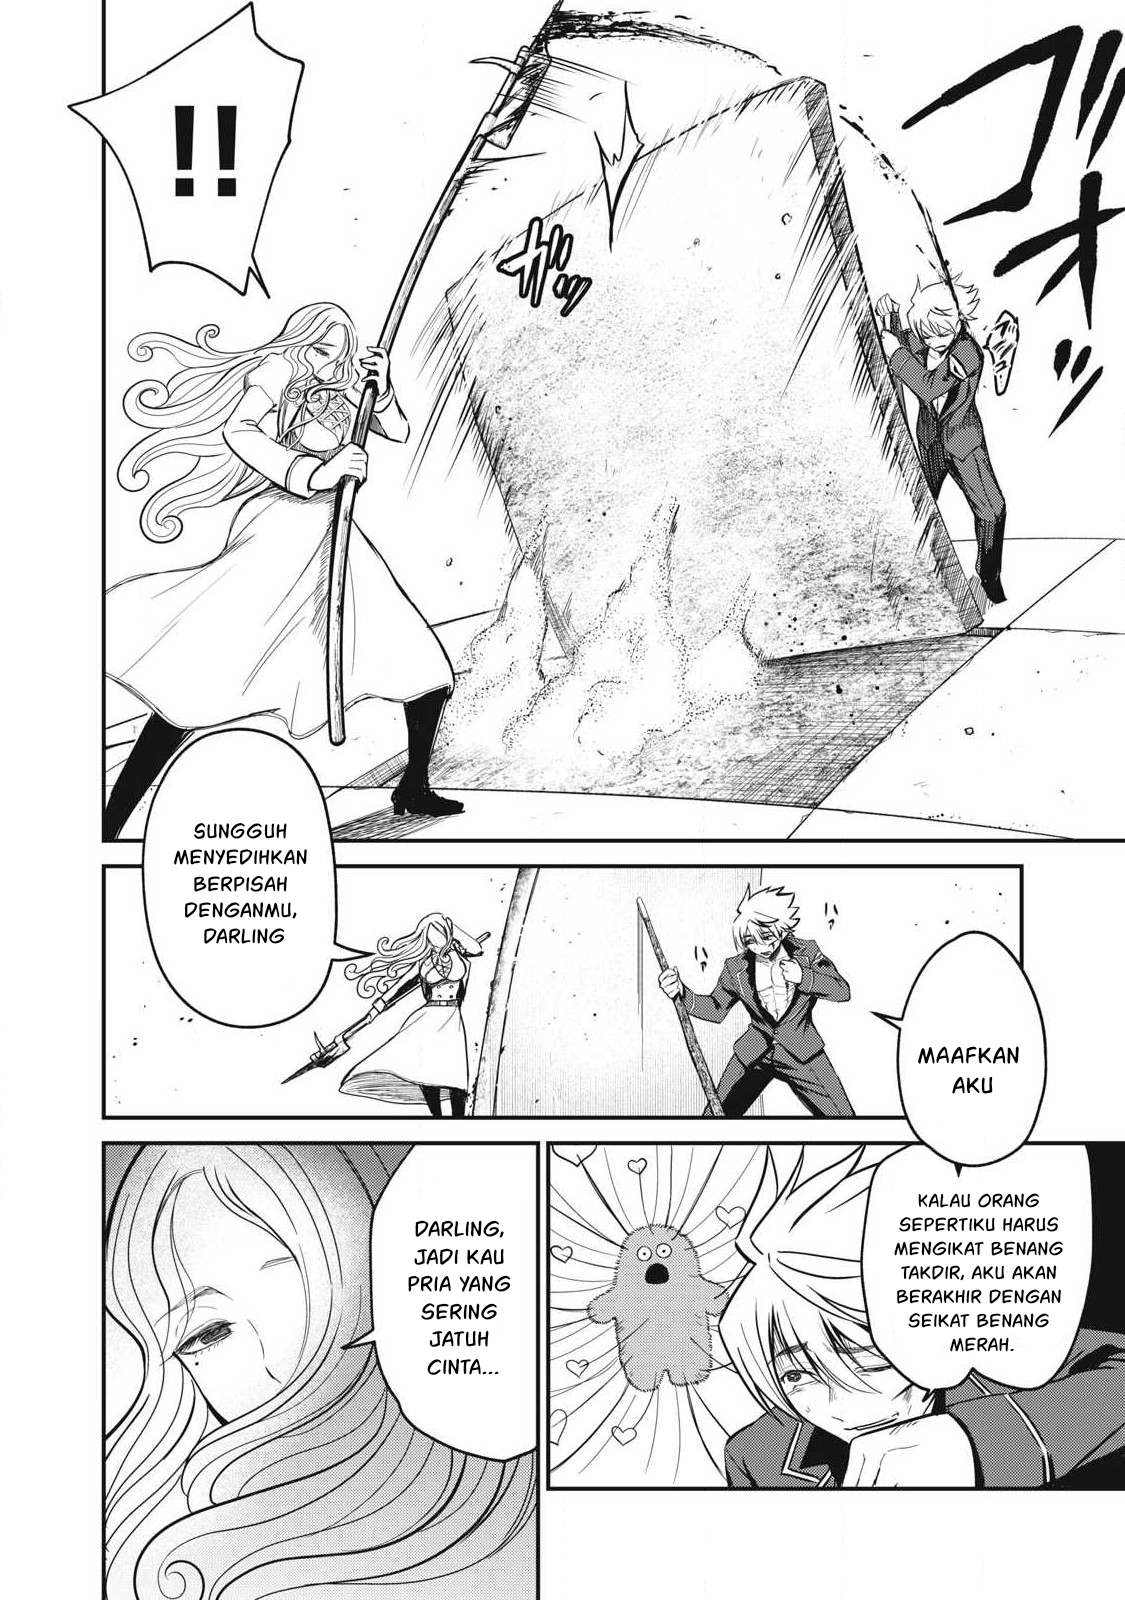 !!
ゴオッ
ガッ
SUNGGUH
MENYEDIHKAN
BERPISAH
DENGANMU,
DARLING
MAAFKAN
AKU
KALAU ORANG
SEPERTIKU HARUS
MENGIKAT BENANG
TAKDIR, AKU AKAN
BERAKHIR DENGAN
SEIKAT BENANG
MERAH.
DARLING,
JADI KAU
PRIA YANG
SERING
JATUH
CINTA...